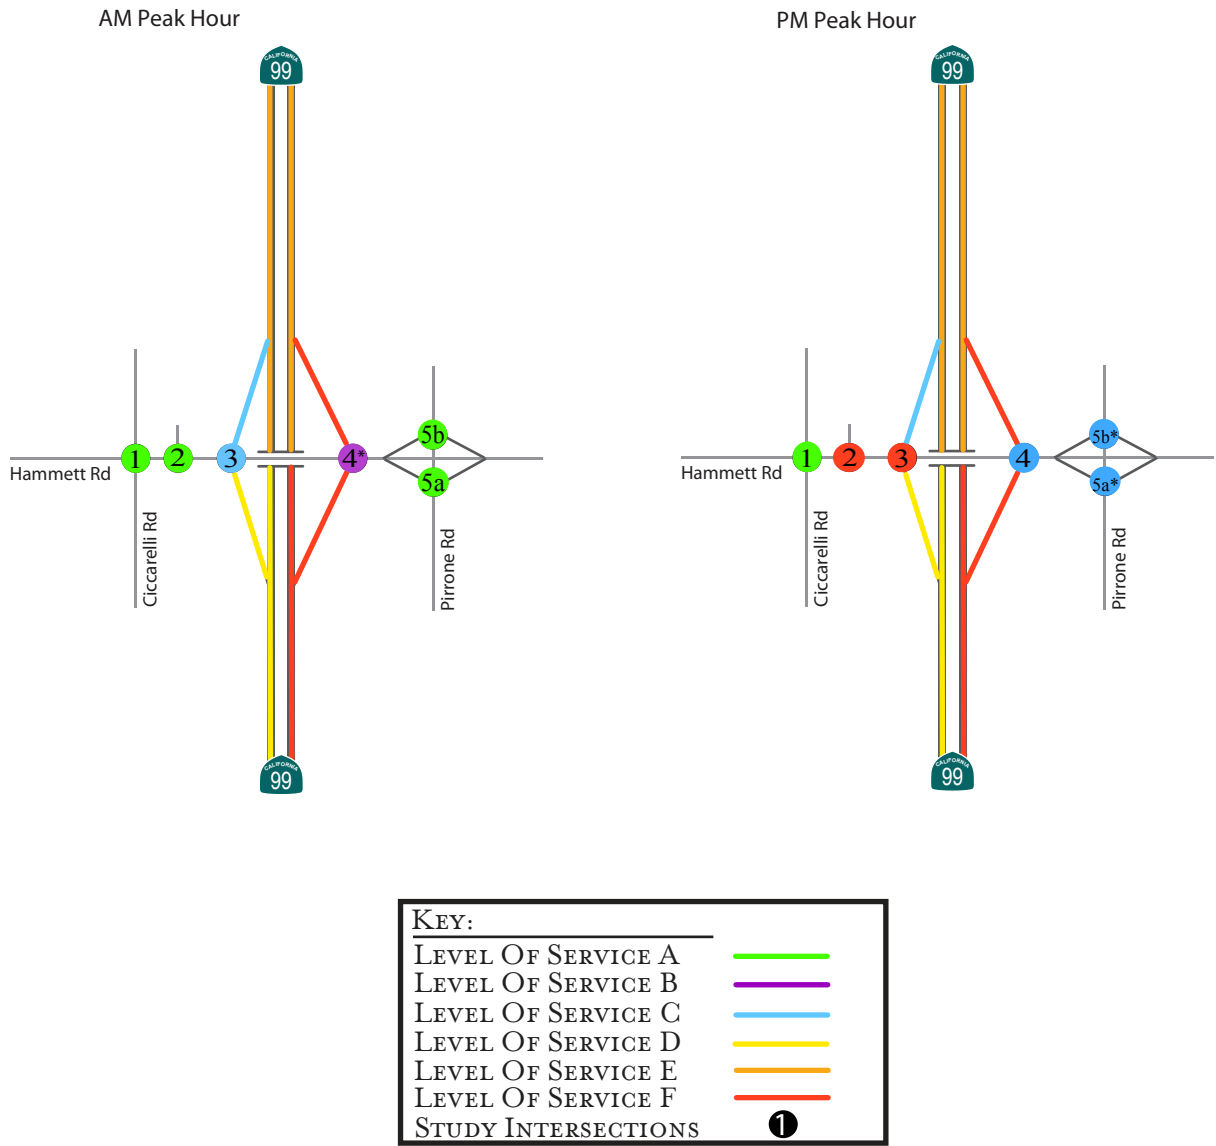 AM Peak Hour
PM Peak Hour
CALIFORNIA
99
CALIFORNIA
99
1
2
3
4*
5b
5a
Hammett Rd
Ciccarelli Rd
Pirrone Rd
1
2
3
4
5b*
5a*
Hammett Rd
Ciccarelli Rd
Pirrone Rd
CALIFORNIA
99
CALIFORNIA
99
KEY:
LEVEL OF SERVICE A
LEVEL OF SERVICE B
LEVEL OF SERVICE C
LEVEL OF SERVICE D
LEVEL OF SERVICE E
LEVEL OF SERVICE F
STUDY INTERSECTIONS 1